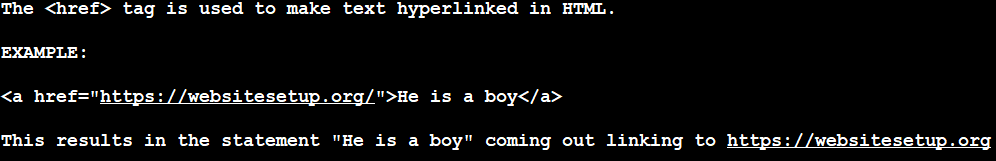 The <href> tag is used to make text hyperlinked in HTML.
EXAMPLE:
<a href="https://websitesetup.org/">He is a boy</a>
This results in the statement "He is a boy" coming out linking to https://websitesetup.org